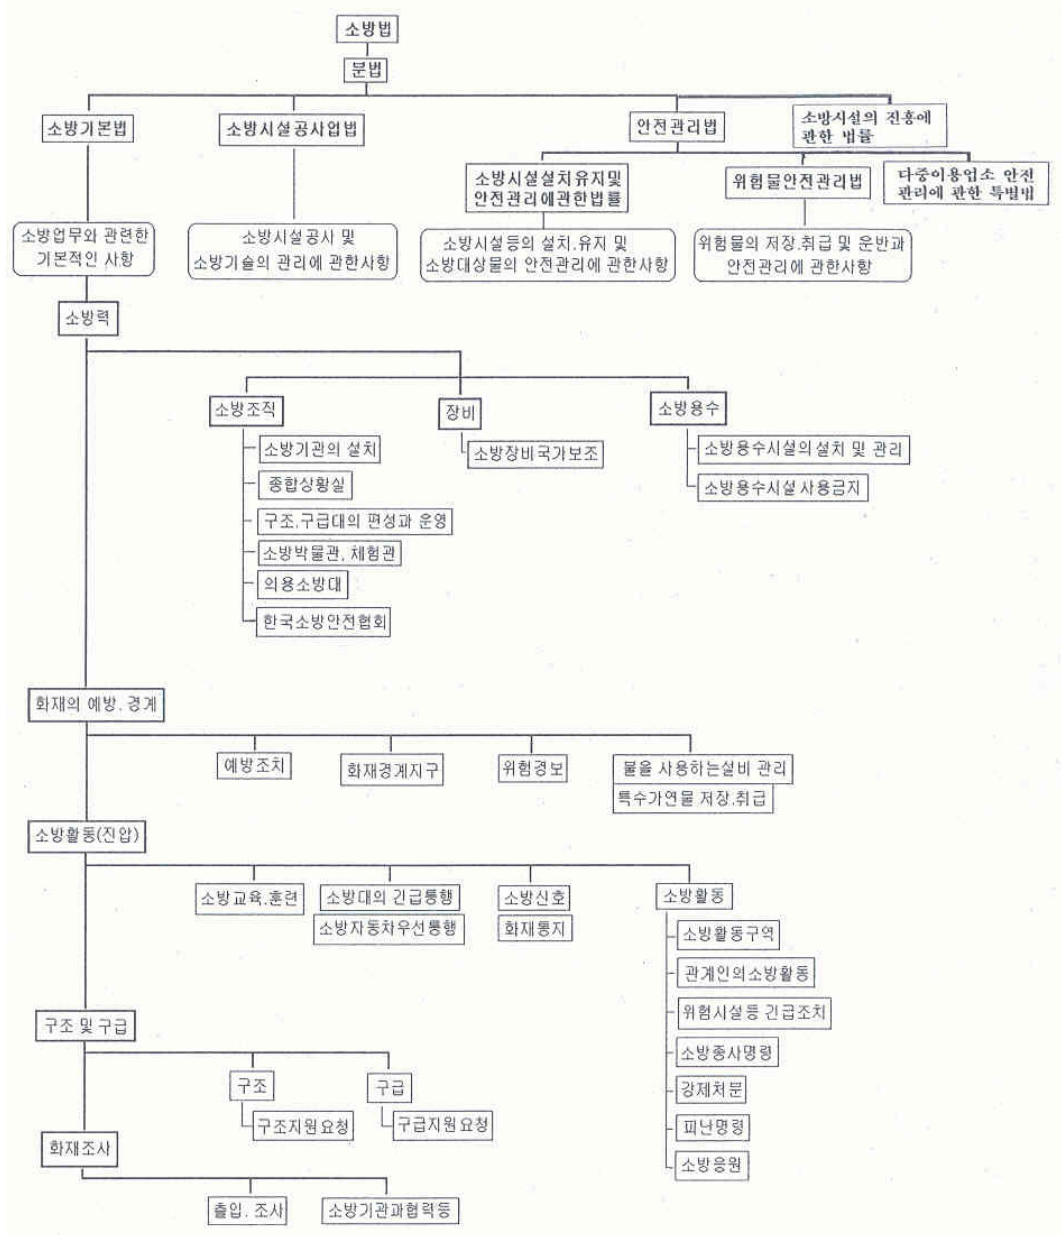 소방법
분법
소방기본법
소방시설공사업법
안전관리법
소방시설의 진흥에
관한 법률
소방시설설치유지및
안전관리에관한법률
위험물안전관리법
다중이용업소 안전
관리에 관한 특별법
소방업무와 관련한
기본적인 사항
소방시설공사 및
소방기술의 관리에 관한사항
소방시설등의 설치,유지 및
소방대상물의 안전관리에 관한사항
위험물의 저장,취급 및 운반과
안전관리에 관한사항
소방력
소방조직
장비
소방용수
소방기관의 설치
종합상황실
구조,구급대의 편성과 운영
소방박물관, 체험관
의용소방대
한국소방안전협회
소방장비국가보조
소방용수시설의설치 및 관리
소방용수시설 사용금지
화재의 예방, 경계
예방조치
화재경계지구
위험경보
불을 사용하는설비 관리
특수가연물 저장,취급
소방활동(진압)
소방교육,훈련
소방대의 긴급통행
소방자동차우선통행
소방신호
화재통지
소방활동
소방활동구역
관계인의소방활동
위험시설등 긴급조치
소방종사명령
강제처분
피난명령
소방응원
구조 및 구급
구조
구조지원요청
구급
구급지원요청
화재조사
출입, 조사
소방기관과협력등